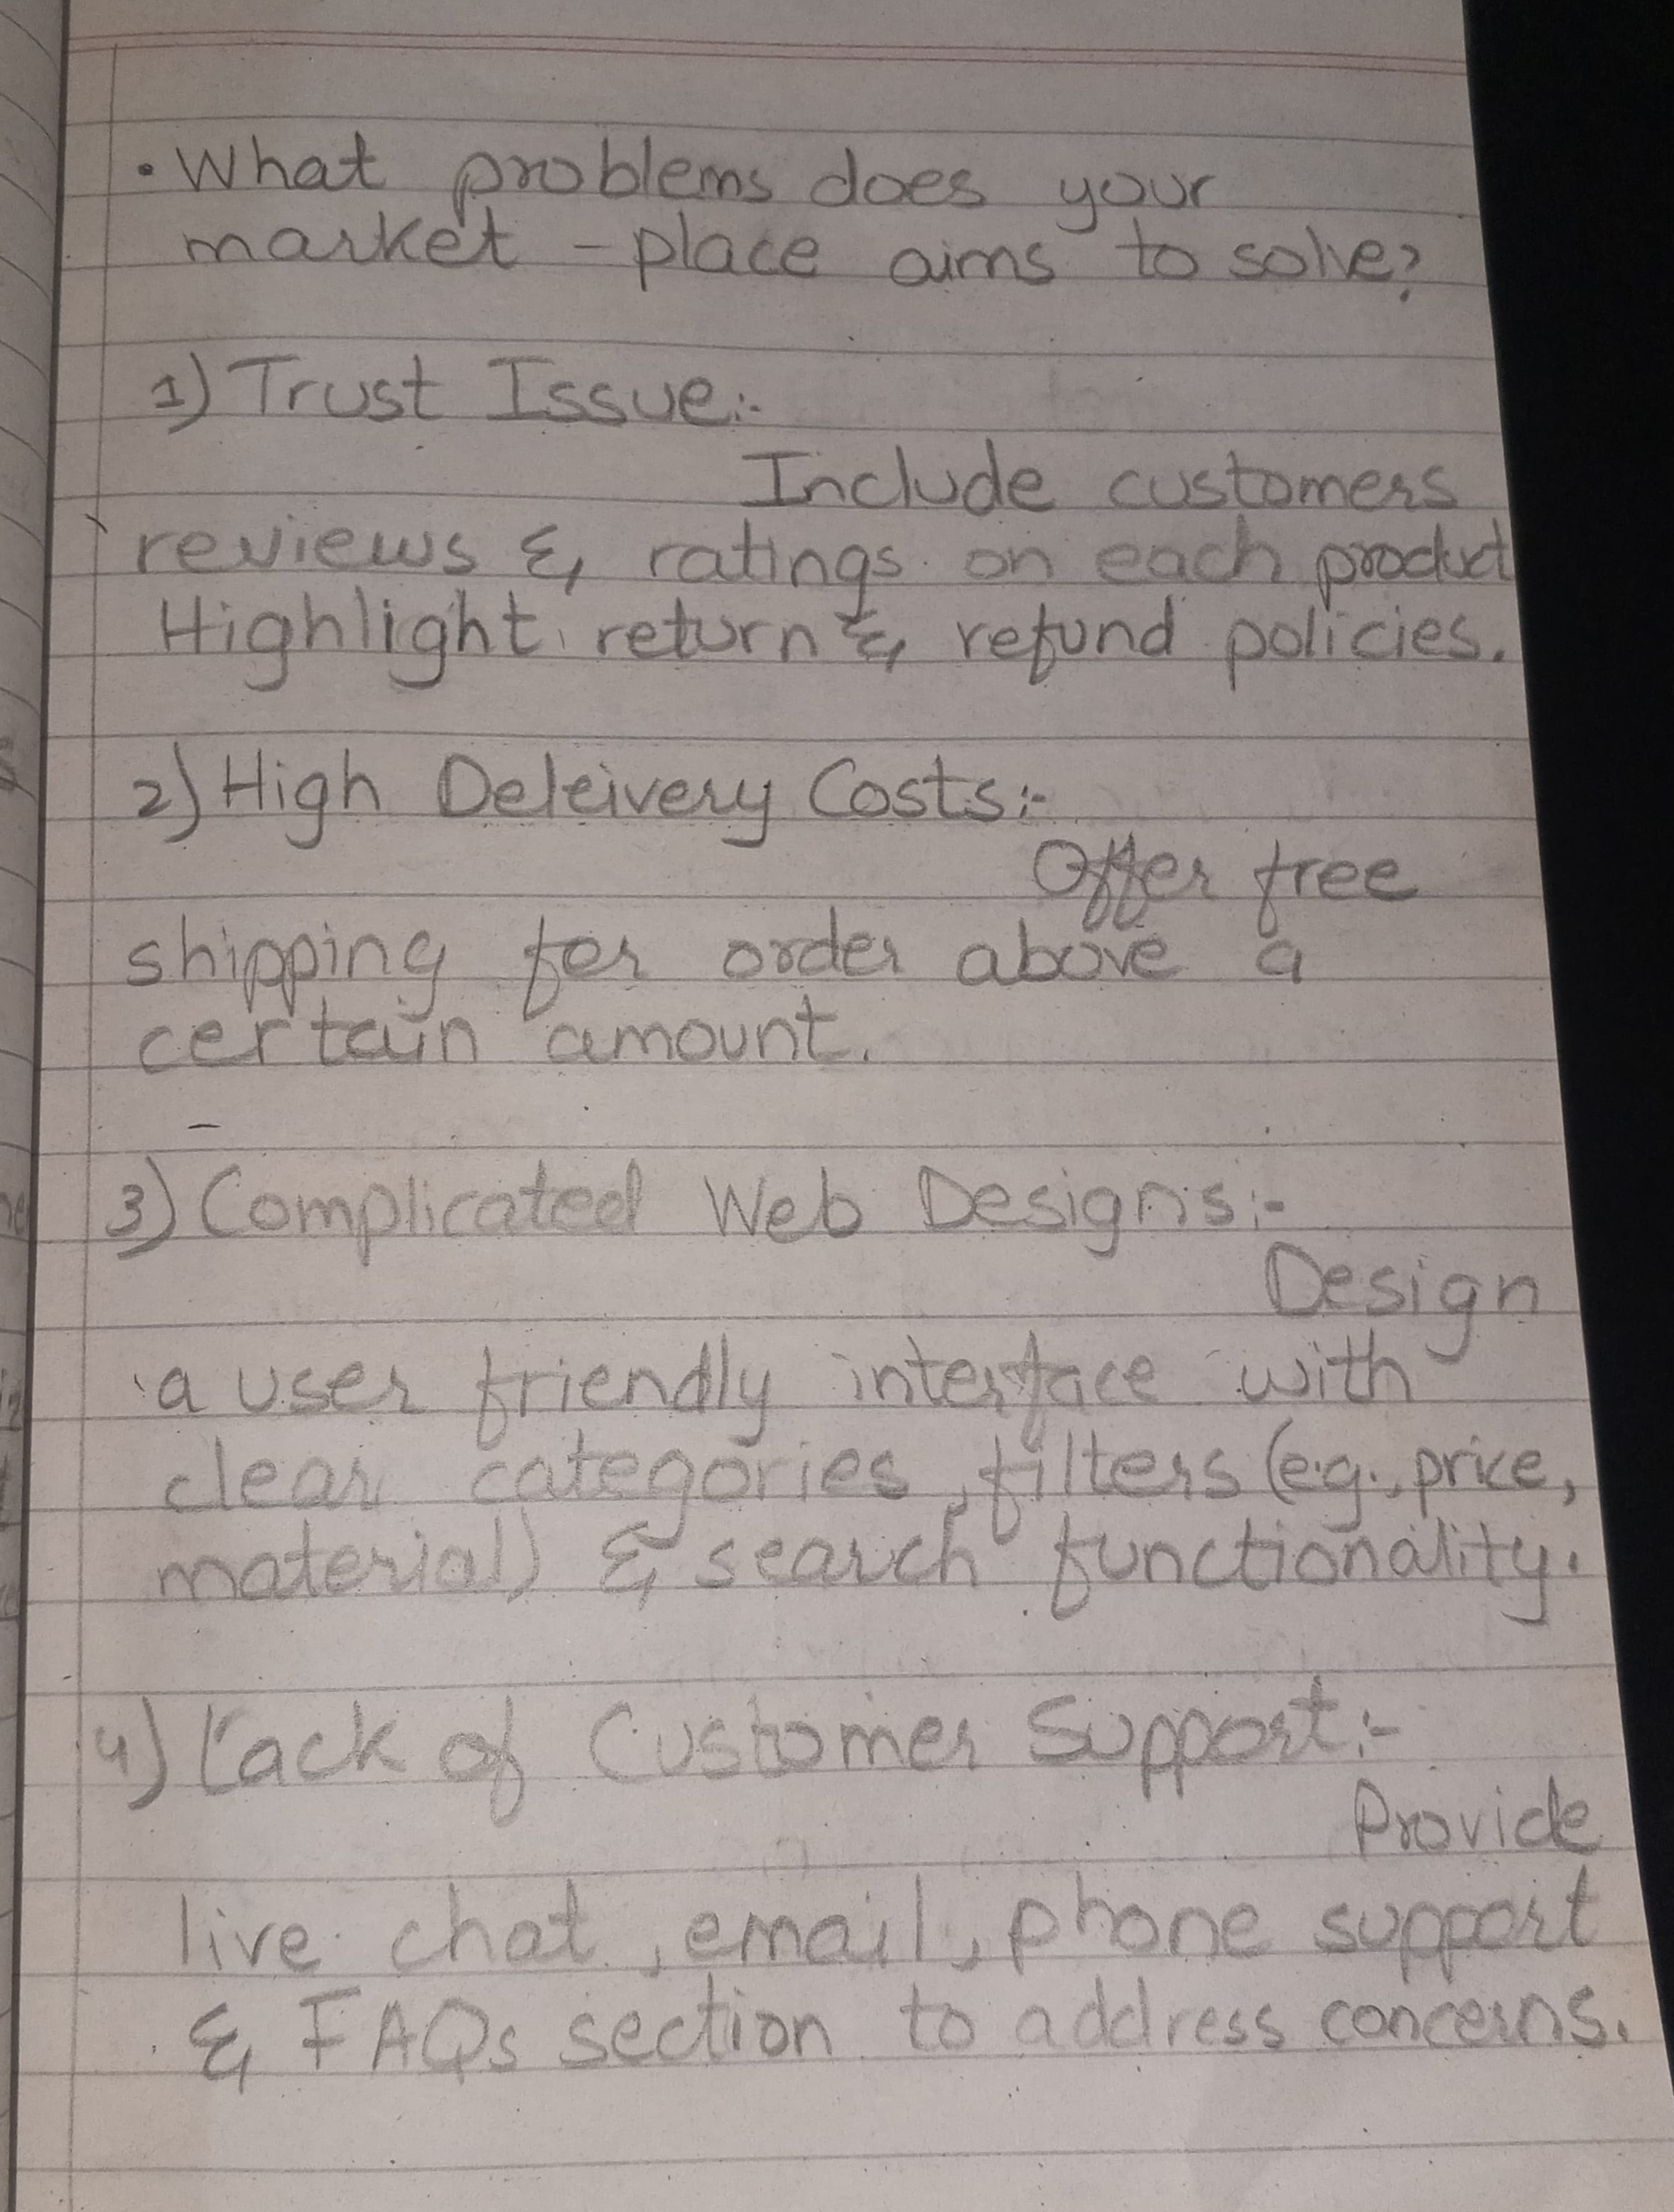 • What problems does your
market - place aims to solve?
1) Trust Issue:-
Include customers
reviews & ratings on each product
Highlight return & refund policies.
2) High Deleivery Costs:-
Offer free
shipping for order above a
certain amount.
3) Complicated Web Designs:-
Design
a user friendly interface with
clear categories, filters (e.g., price,
material) & search functionality.
4) Lack of Customer Support:-
Provide
live chat, email, phone support
& FAQs section to address concerns.